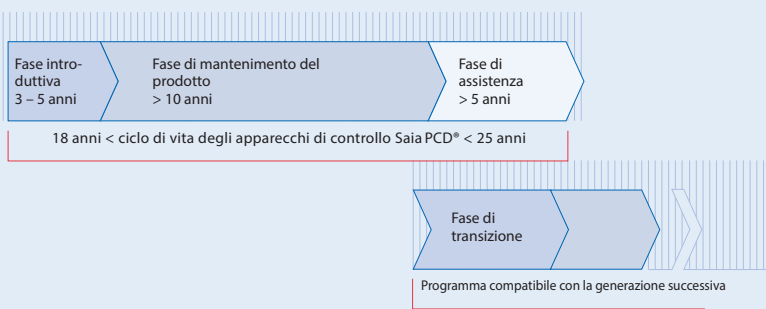 Fase intro-
duttiva
3 – 5 anni
Fase di mantenimento del
prodotto
> 10 anni
Fase di
assistenza
> 5 anni
18 anni < ciclo di vita degli apparecchi di controllo Saia PCD® < 25 anni
Fase di
transizione
Programma compatibile con la generazione successiva